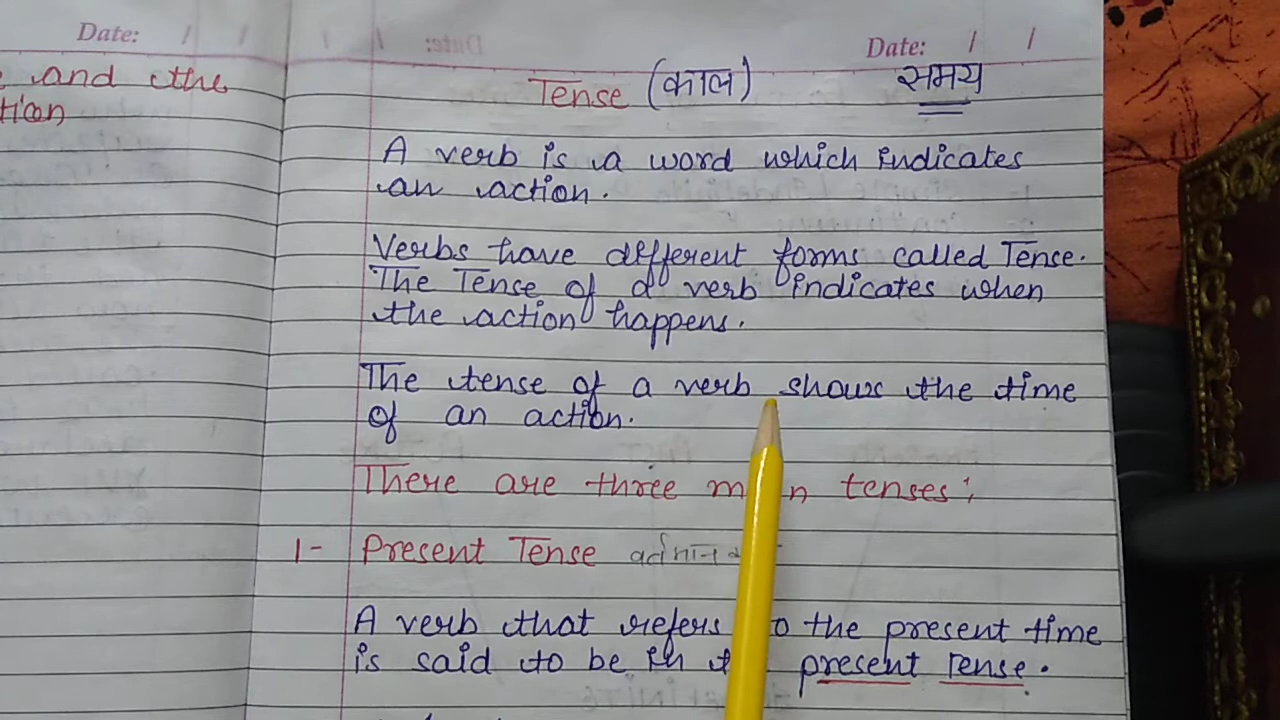 Date: / /
and the
tion
Date: / /
Tense (काल) समय
A verb is a word which indicates
an action.
Verbs have different forms called Tense.
The Tense of a verb indicates when
the action happens.
The tense of a verb shows the time
of an action.
There are three tenses:
1- Present Tense
A verb that refers to the present time
is said to be in present Tense.